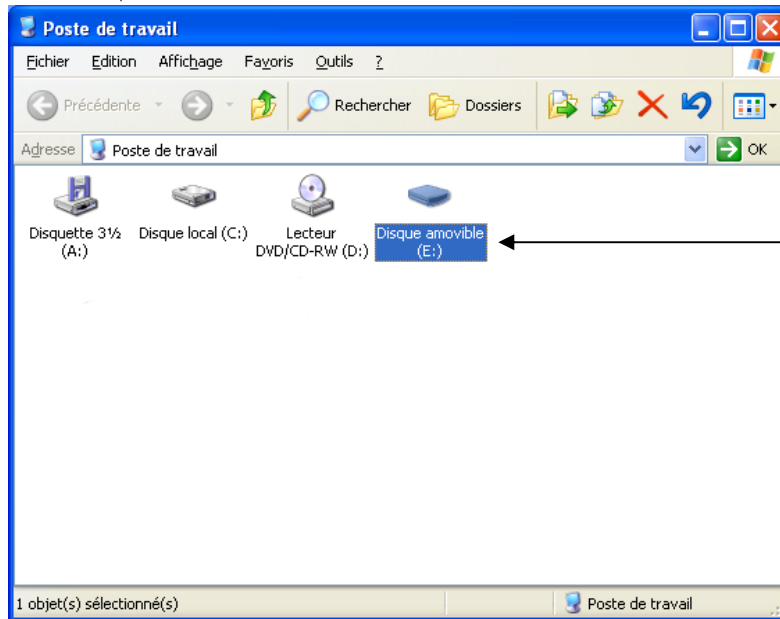 Poste de travail
Fichier Edition Affichage Favoris Outils ?
Précédente Rechercher Dossiers
Adresse Poste de travail OK
Disquette 3½ (A:)
Disque local (C:)
Lecteur DVD/CD-RW (D:)
Disque amovible (E:)
1 objet(s) sélectionné(s) Poste de travail